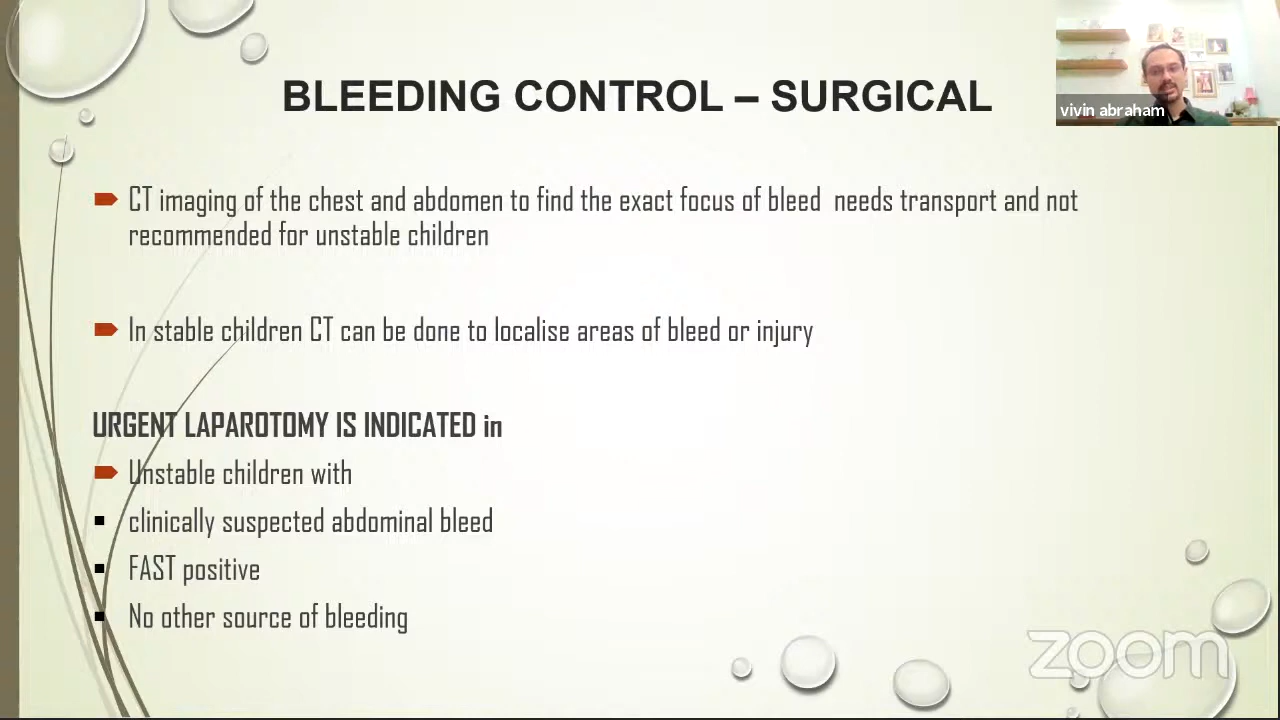 BLEEDING CONTROL – SURGICAL
vivin abraham
CT imaging of the chest and abdomen to find the exact focus of bleed needs transport and not
recommended for unstable children
In stable children CT can be done to localise areas of bleed or injury
URGENT LAPAROTOMY IS INDICATED in
Unstable children with
clinically suspected abdominal bleed
FAST positive
No other source of bleeding
zoom